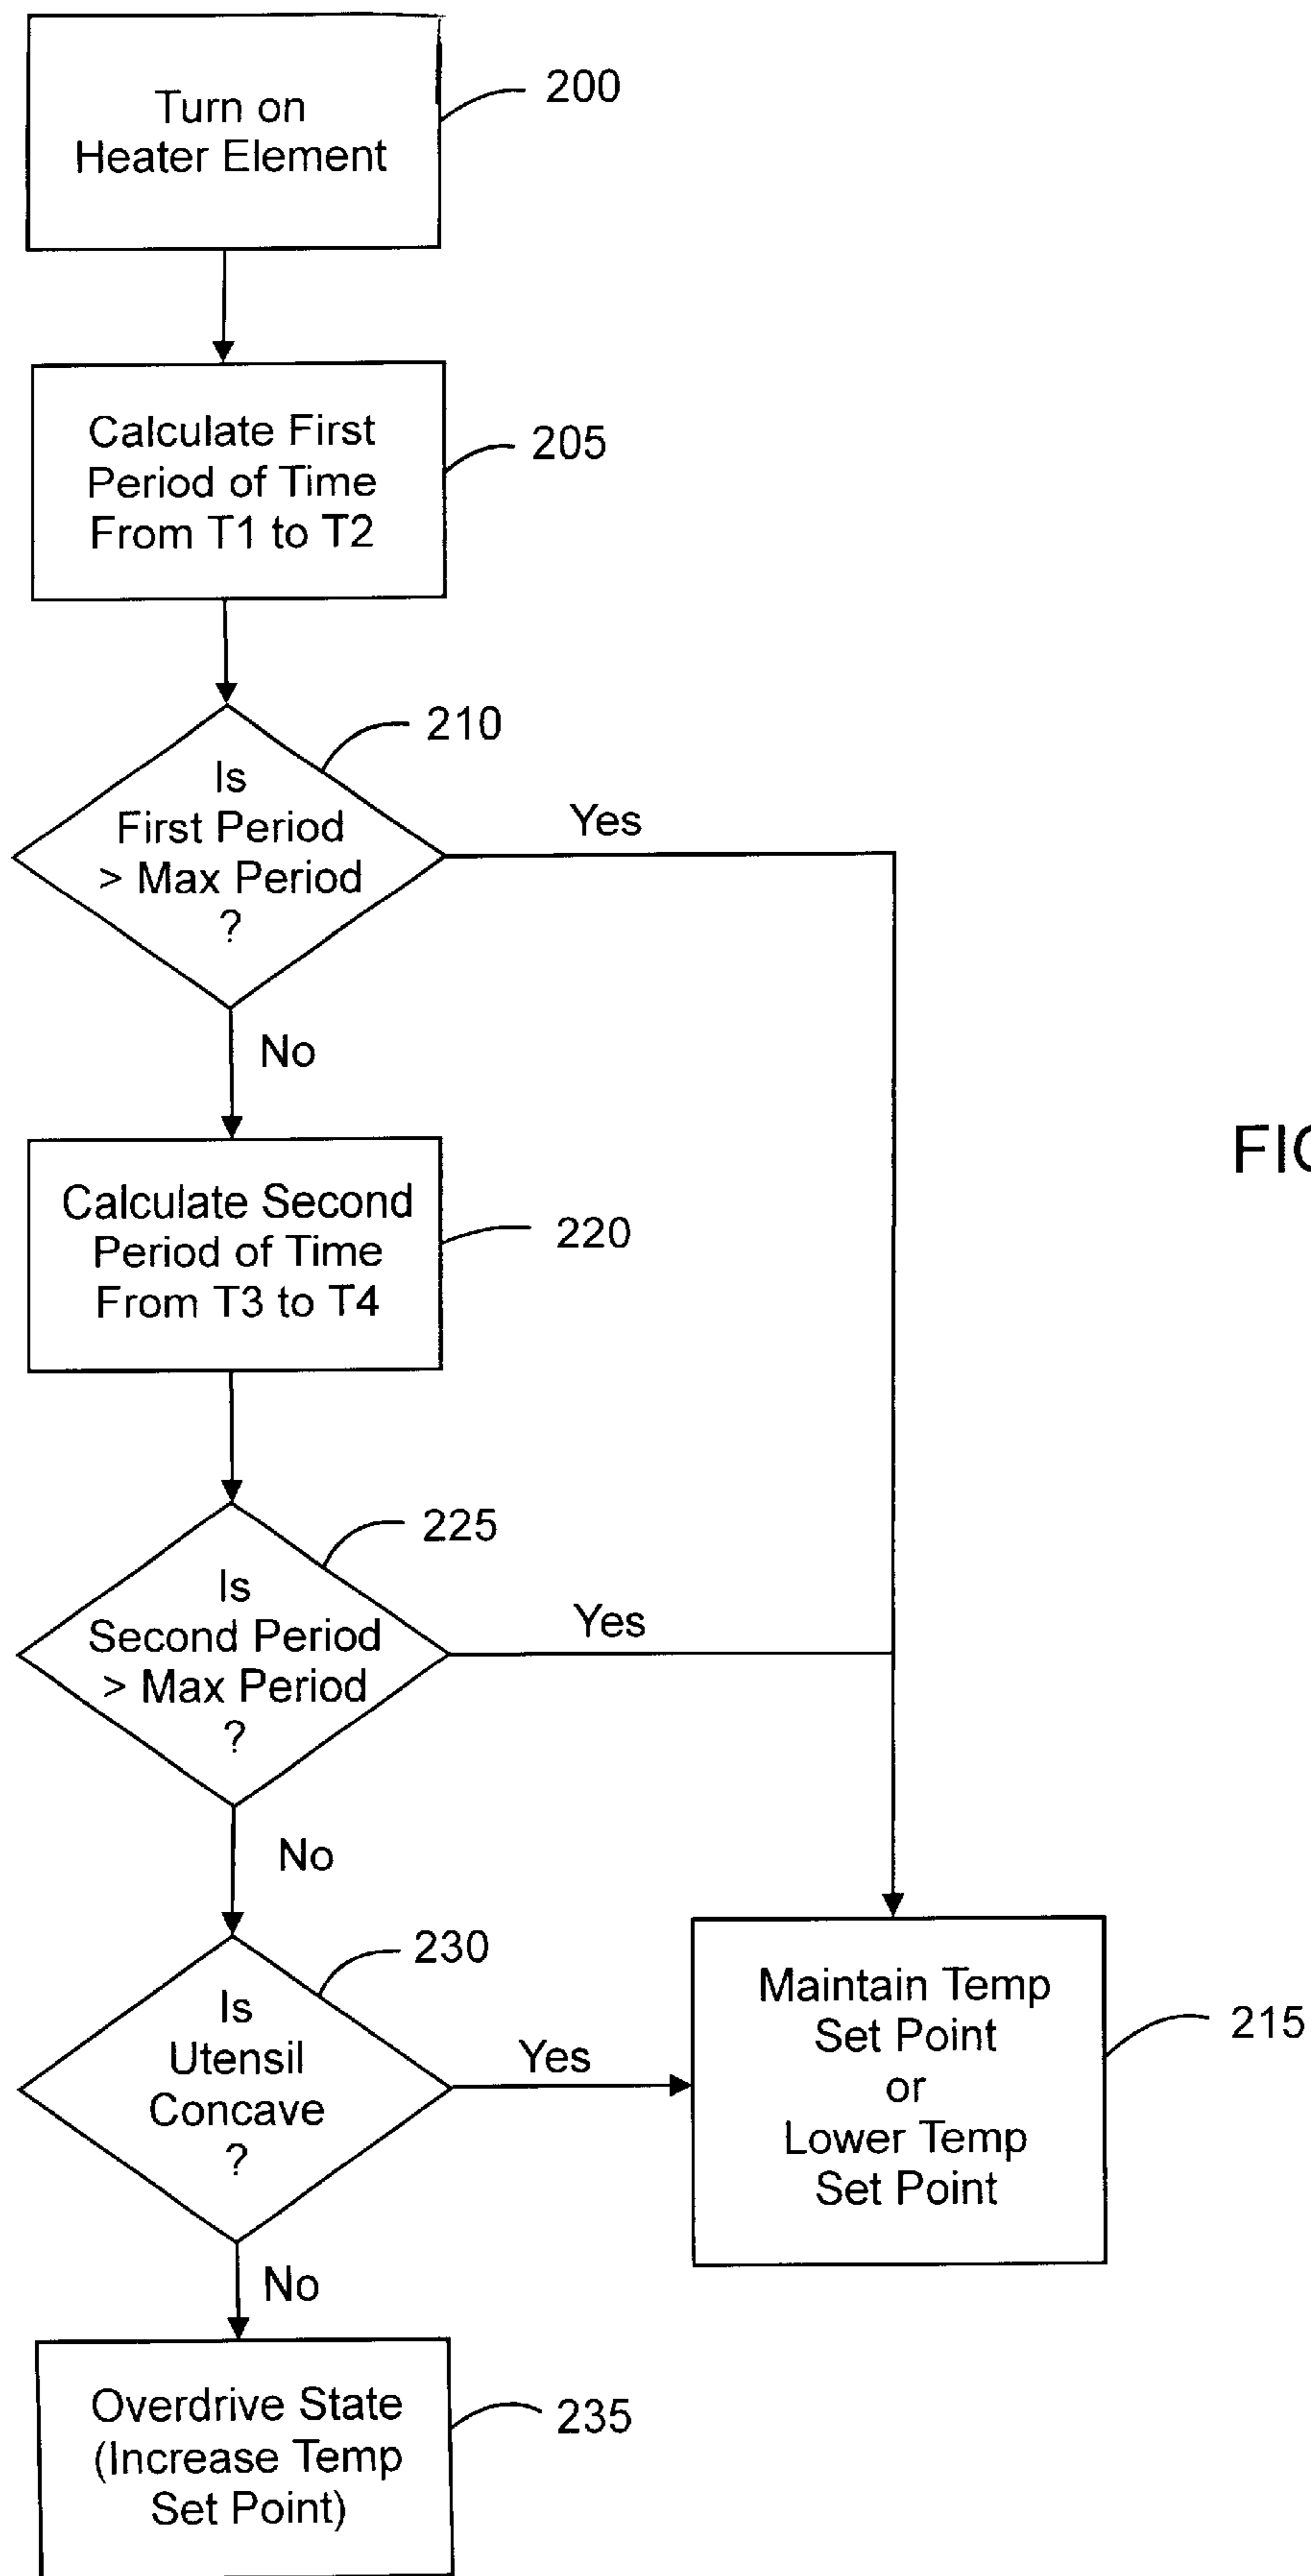 Turn on
Heater Element
200
Calculate First
Period of Time
From T1 to T2
205
210
Is
First Period
> Max Period
?
Yes
No
Calculate Second
Period of Time
From T3 to T4
220
225
Is
Second Period
> Max Period
?
Yes
No
230
Is
Utensil
Concave
?
Yes
Maintain Temp
Set Point
or
Lower Temp
Set Point
215
No
Overdrive State
(Increase Temp
Set Point)
235